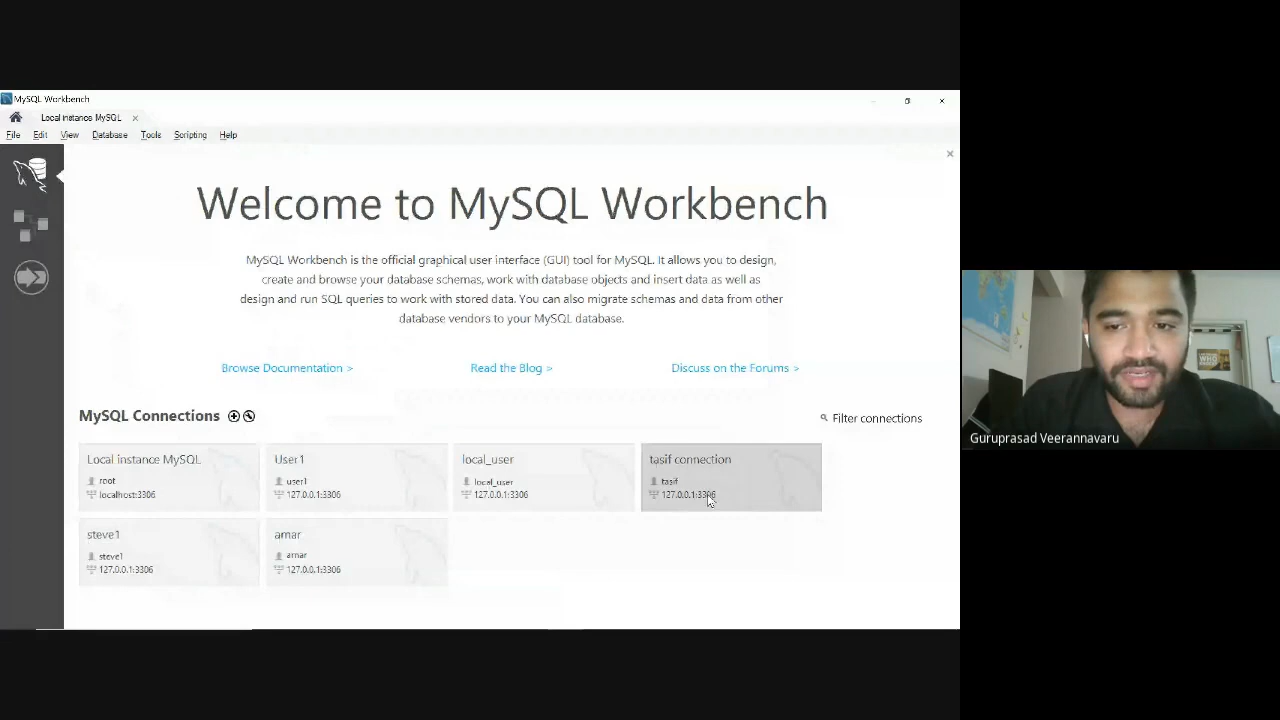 MySQL Workbench
Local instance MySQL
File Edit View Database Tools Scripting Help
Welcome to MySQL Workbench
MySQL Workbench is the official graphical user interface (GUI) tool for MySQL. It allows you to design,
create and browse your database schemas, work with database objects and insert data as well as
design and run SQL queries to work with stored data. You can also migrate schemas and data from other
database vendors to your MySQL database.
Browse Documentation > Read the Blog > Discuss on the Forums >
MySQL Connections
Filter connections
Local instance MySQL
root
localhost:3306
User1
user1
127.0.0.1:3306
local_user
local_user
127.0.0.1:3306
tasif connection
tasif
127.0.0.1:3306
steve1
steve1
127.0.0.1:3306
amar
amar
127.0.0.1:3306
Guruprasad Veerannavaru